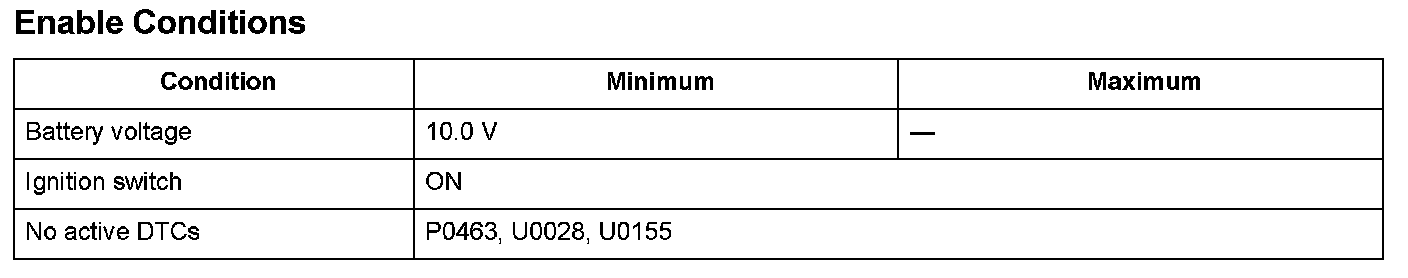 Enable Conditions
Condition Minimum Maximum
Battery voltage 10.0 V —
Ignition switch ON
No active DTCs P0463, U0028, U0155